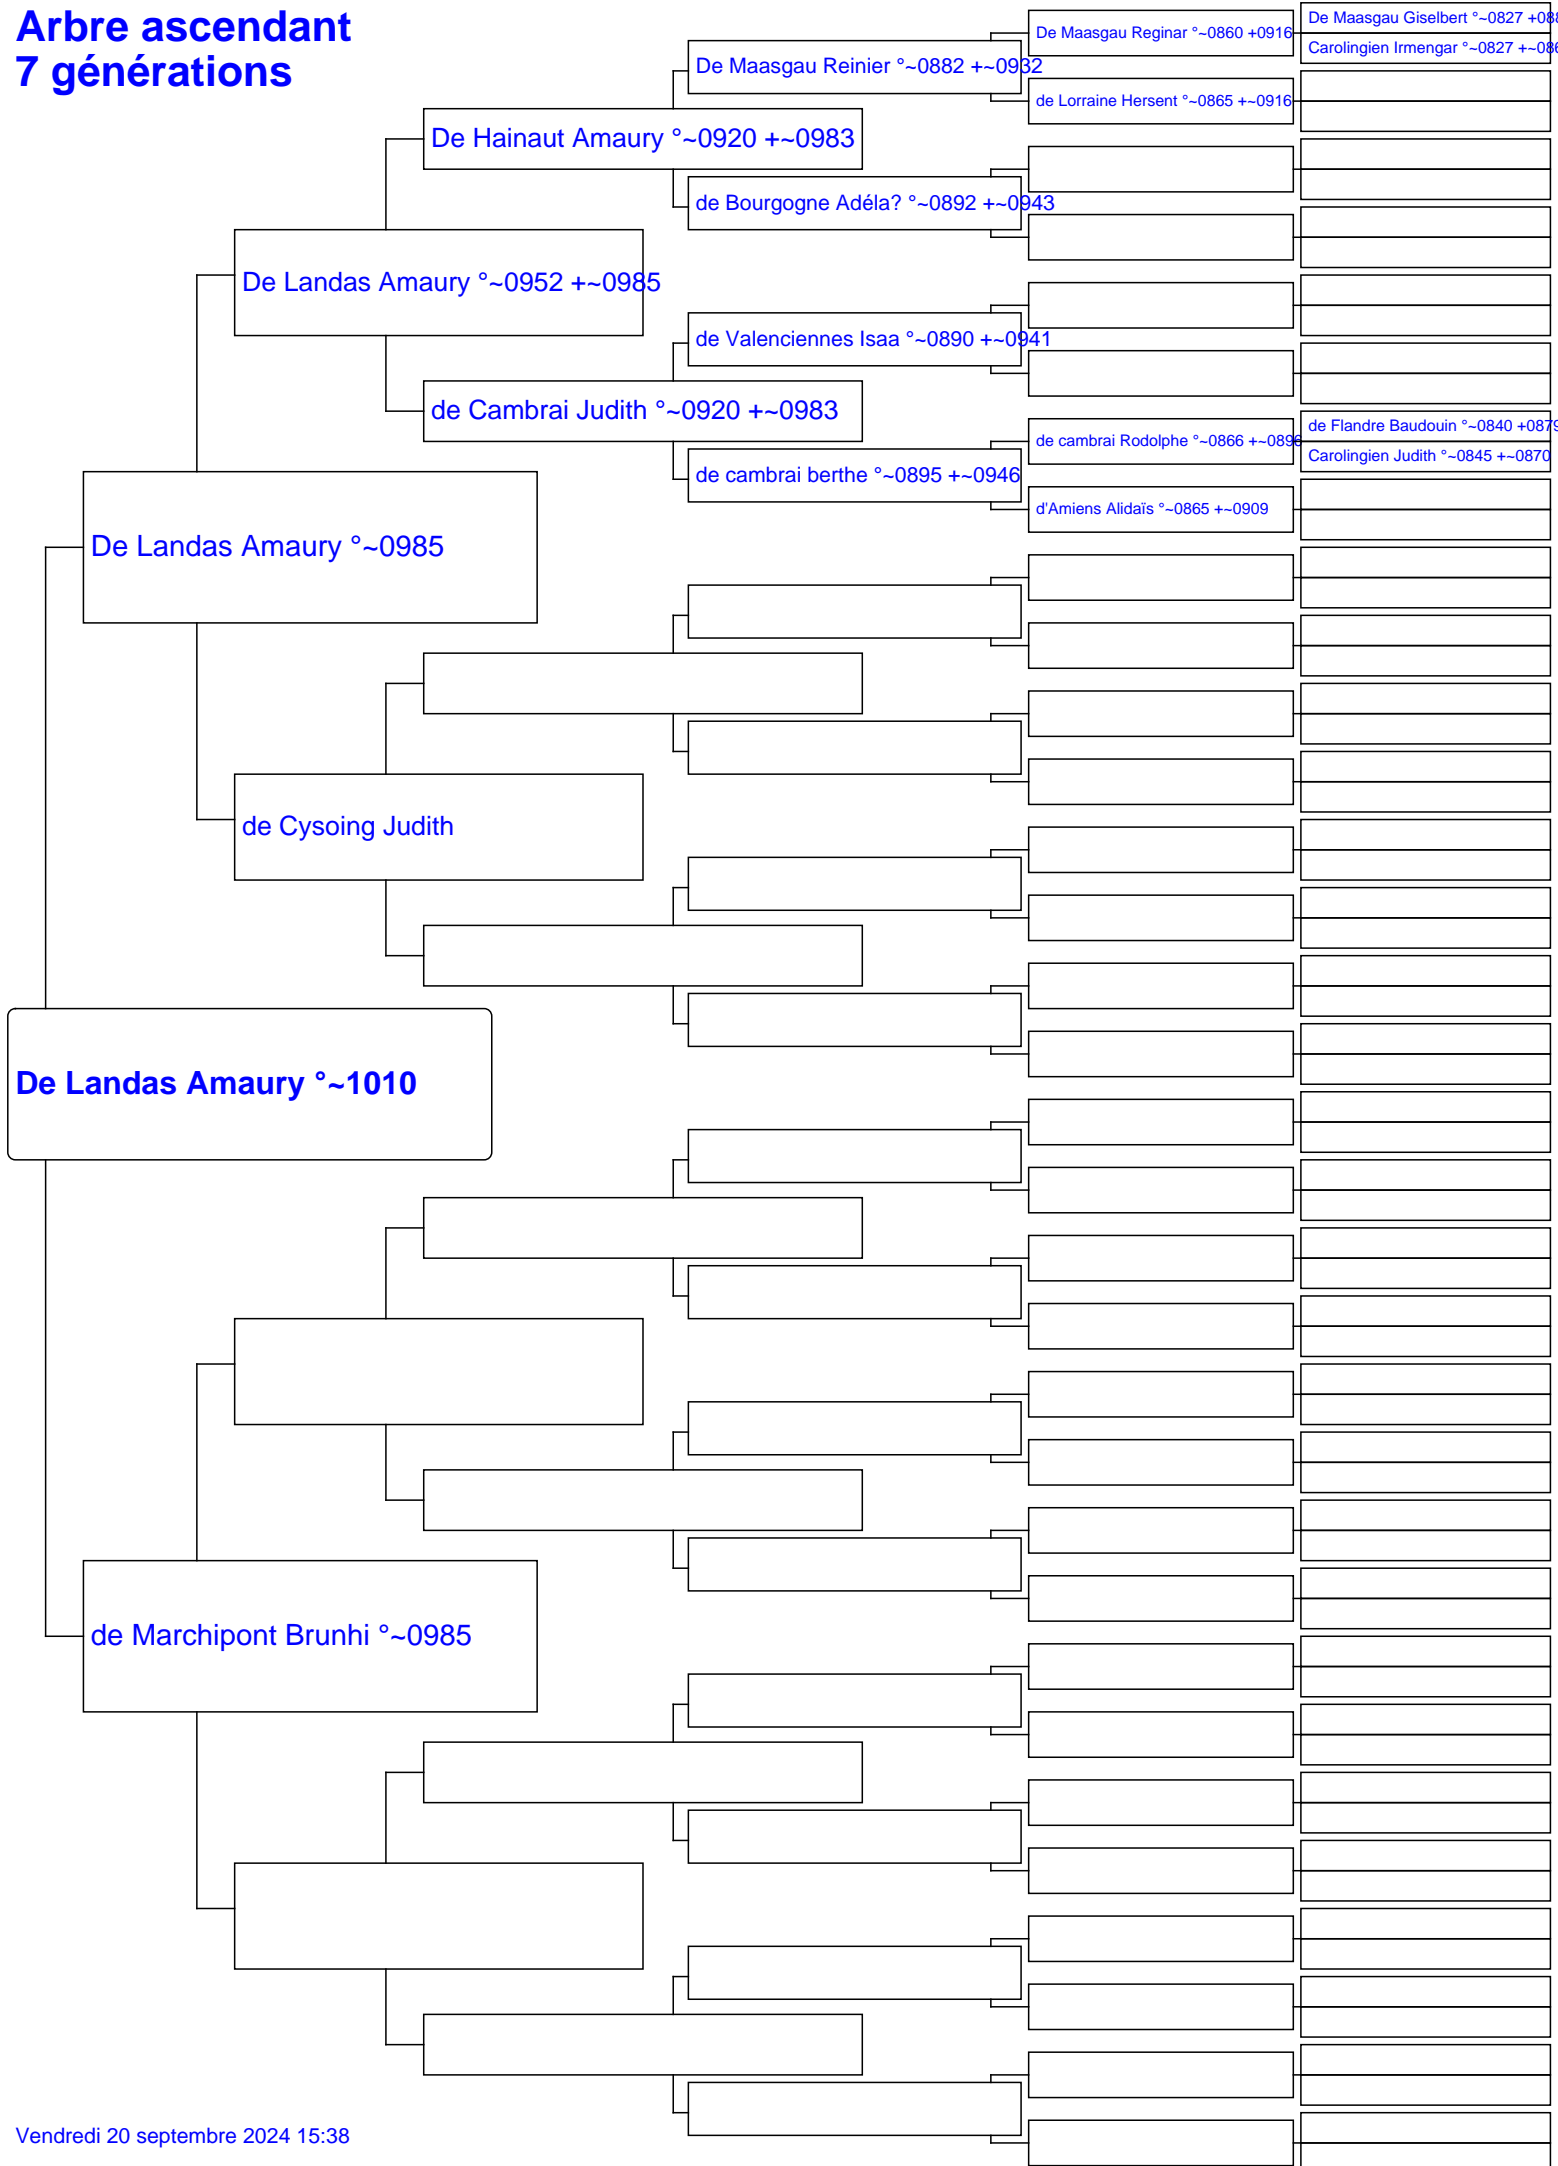 Arbre ascendant
7 générations
De Maasgau Giselbert °~0827 +088
De Maasgau Reginar °~0860 +0916
Carolingien Irmengar °~0827 +~086
De Maasgau Reinier °~0882 +~0932
de Lorraine Hersent °~0865 +~0916
De Hainaut Amaury °~0920 +~0983
de Bourgogne Adéla? °~0892 +~0943
De Landas Amaury °~0952 +~0985
de Valenciennes Isaa °~0890 +~0941
de Cambrai Judith °~0920 +~0983
de Flandre Baudouin °~0840 +0879
de cambrai Rodolphe °~0866 +~0896
Carolingien Judith °~0845 +~0870
de cambrai berthe °~0895 +~0946
d'Amiens Alidaïs °~0865 +~0909
De Landas Amaury °~0985
de Cysoing Judith
De Landas Amaury °~1010
de Marchipont Brunhi °~0985
Vendredi 20 septembre 2024 15:38